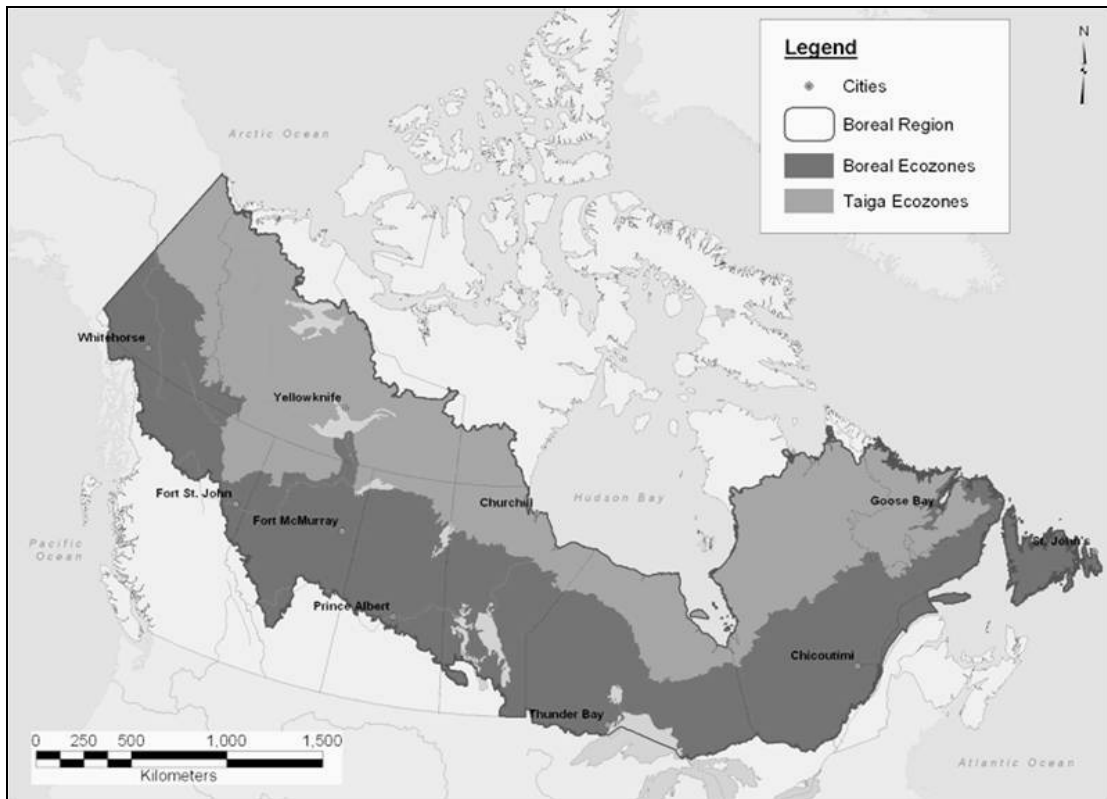 N
Legend
Cities
Boreal Region
Boreal Ecozones
Taiga Ecozones
Arctic Ocean
Whitehorse
Yellowknife
Fort St. John
Churchill
Hudson Bay
Goose Bay
Fort McMurray
Pacific
Ocean
St. John's
Prince Albert
Chicoutimi
Thunder Bay
0 250 500 1,000 1,500
Kilometers
Atlantic Ocean